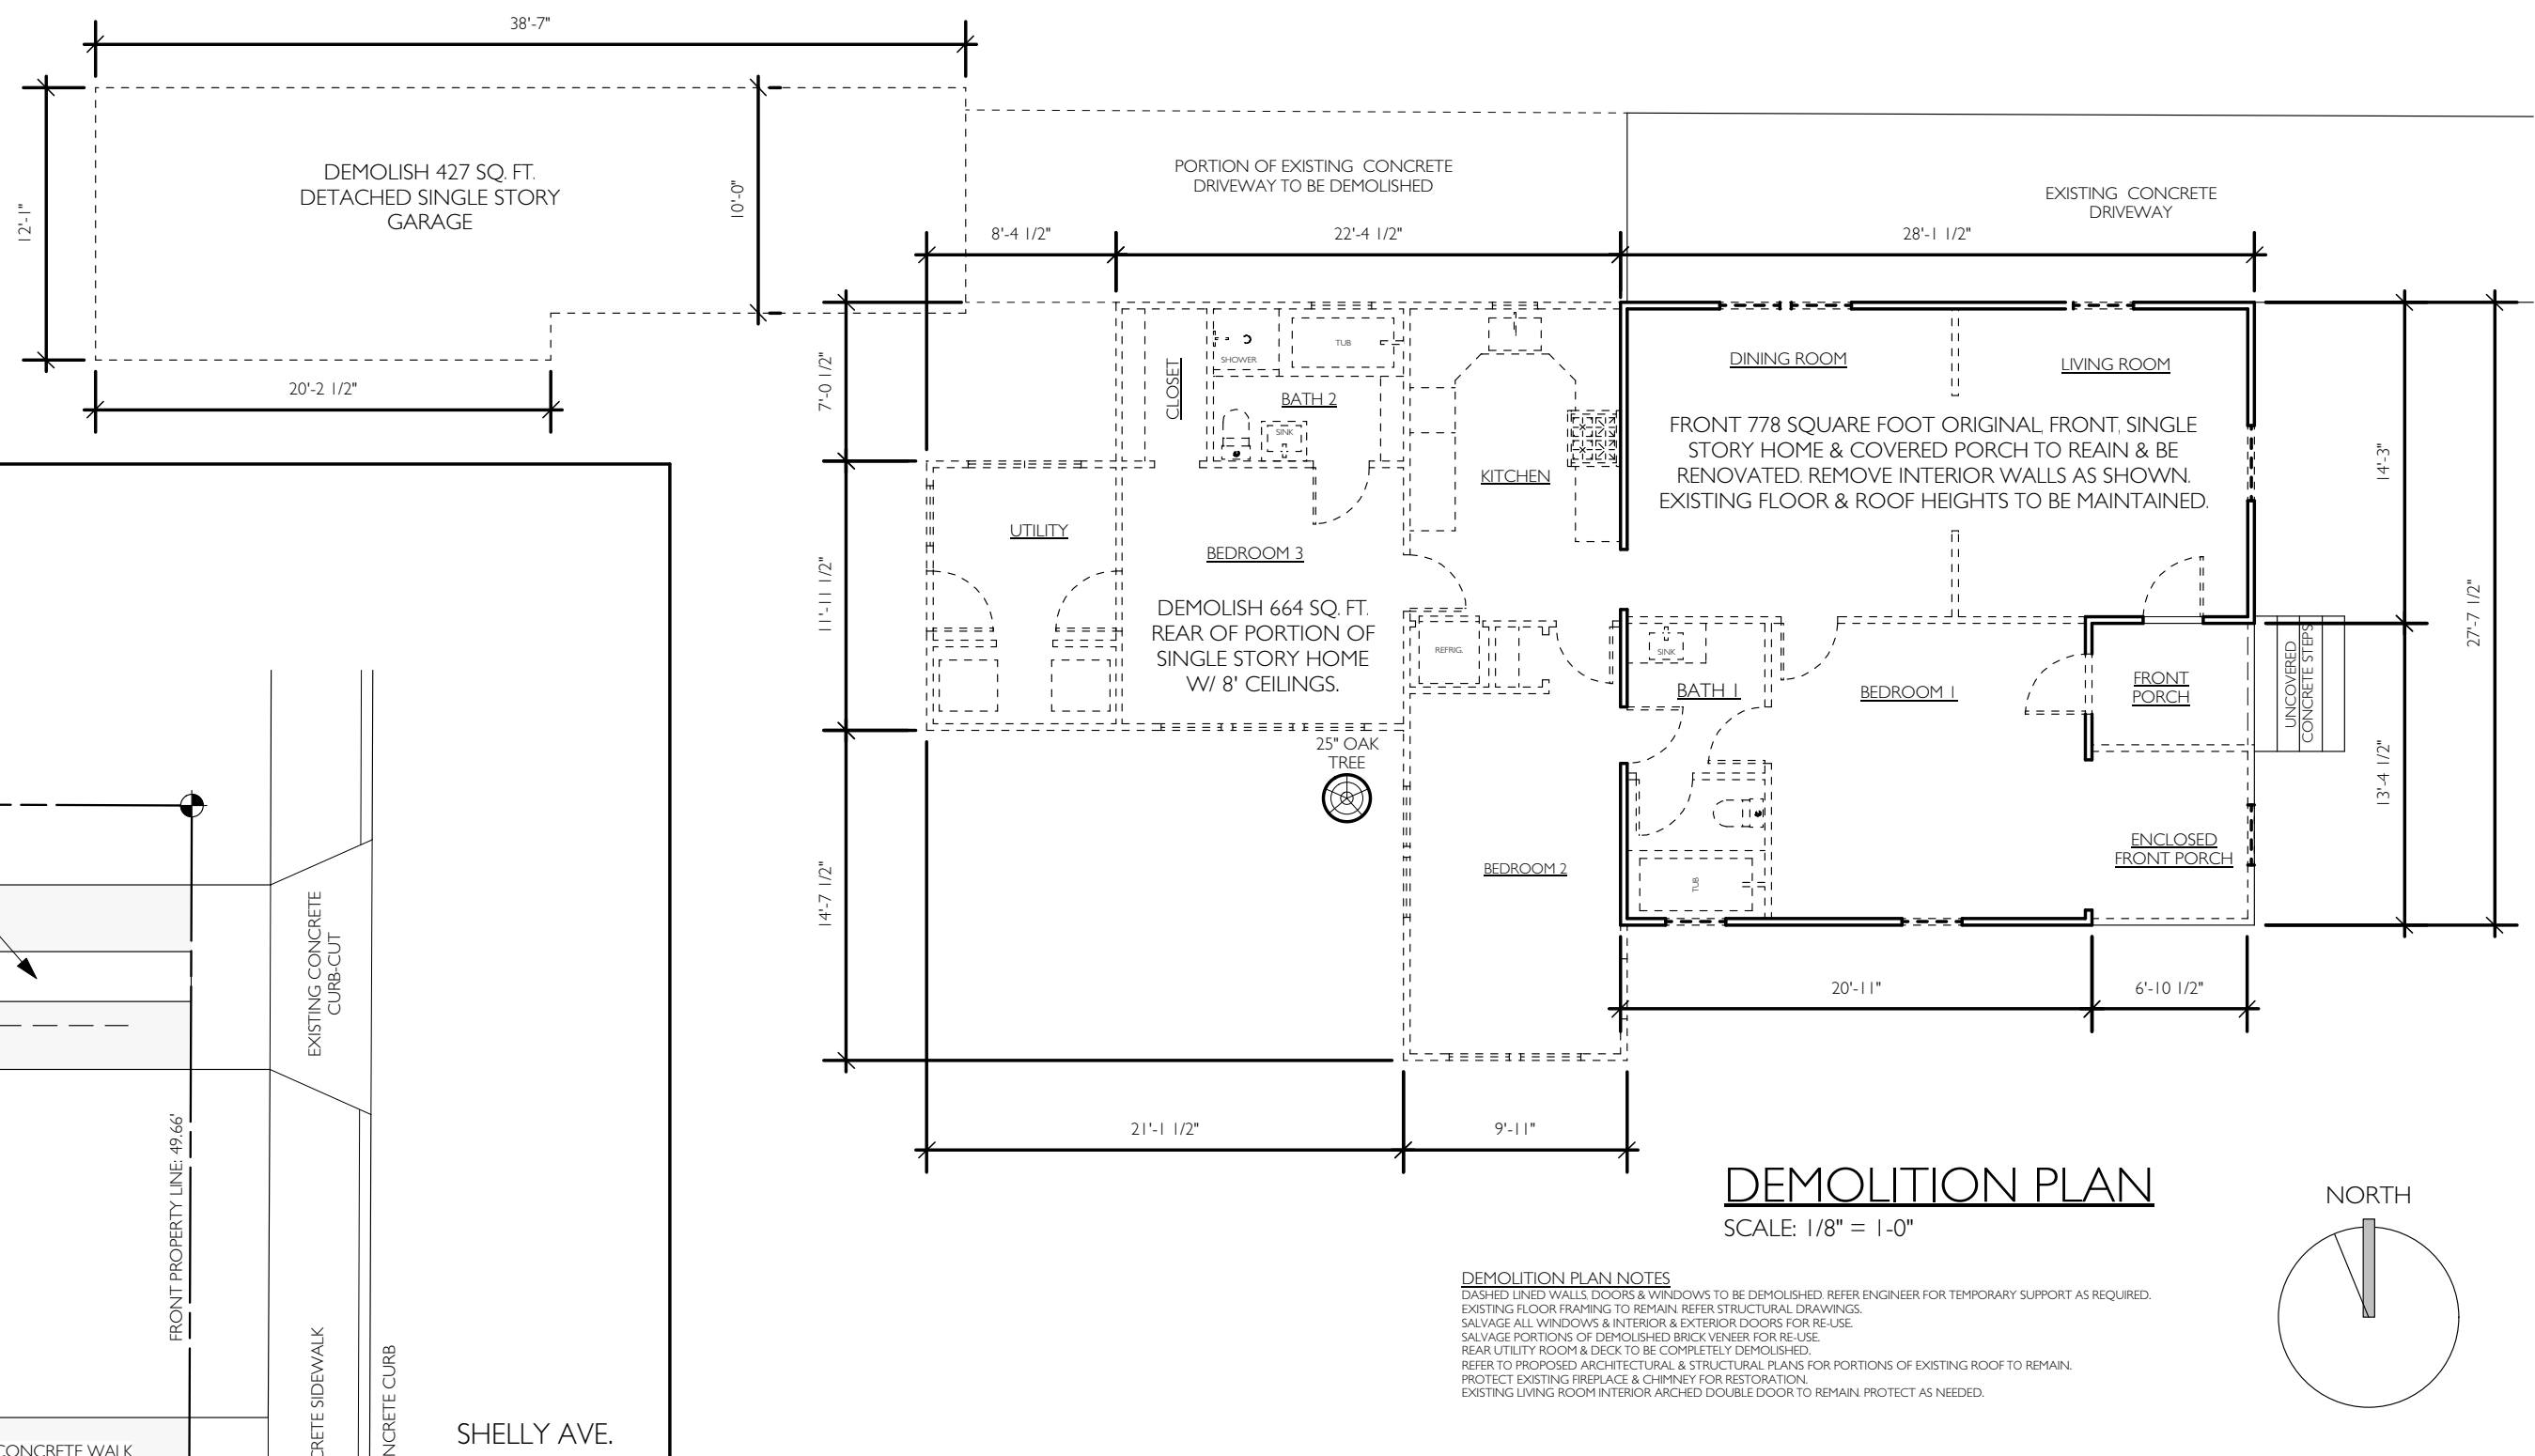 38'-7"
12'-1"
DEMOLISH 427 SQ. FT.
DETACHED SINGLE STORY
GARAGE
10'-0"
20'-2 1/2"
PORTION OF EXISTING CONCRETE
DRIVEWAY TO BE DEMOLISHED
EXISTING CONCRETE
DRIVEWAY
8'-4 1/2"
22'-4 1/2"
28'-1 1/2"
7'-0 1/2"
11'-11 1/2"
14'-7 1/2"
CLOSET
SHOWER
TUB
BATH 2
SINK
KITCHEN
UTILITY
BEDROOM 3
DEMOLISH 664 SQ. FT.
REAR OF PORTION OF
SINGLE STORY HOME
W/ 8' CEILINGS.
REFRIG.
25" OAK
TREE
BEDROOM 2
DINING ROOM
LIVING ROOM
FRONT 778 SQUARE FOOT ORIGINAL, FRONT, SINGLE
STORY HOME & COVERED PORCH TO REAIN & BE
RENOVATED. REMOVE INTERIOR WALLS AS SHOWN.
EXISTING FLOOR & ROOF HEIGHTS TO BE MAINTAINED.
SINK
BATH 1
TUB
BEDROOM 1
FRONT
PORCH
UNCOVERED
CONCRETE STEPS
ENCLOSED
FRONT PORCH
14'-3"
13'-4 1/2"
27'-7 1/2"
20'-11"
6'-10 1/2"
21'-1 1/2"
9'-11"
DEMOLITION PLAN
SCALE: 1/8" = 1-0"
NORTH
DEMOLITION PLAN NOTES
DASHED LINED WALLS, DOORS & WINDOWS TO BE DEMOLISHED. REFER ENGINEER FOR TEMPORARY SUPPORT AS REQUIRED.
EXISTING FLOOR FRAMING TO REMAIN. REFER STRUCTURAL DRAWINGS.
SALVAGE ALL WINDOWS & INTERIOR & EXTERIOR DOORS FOR RE-USE.
SALVAGE PORTIONS OF DEMOLISHED BRICK VENEER FOR RE-USE.
REAR UTILITY ROOM & DECK TO BE COMPLETELY DEMOLISHED.
REFER TO PROPOSED ARCHITECTURAL & STRUCTURAL PLANS FOR PORTIONS OF EXISTING ROOF TO REMAIN.
PROTECT EXISTING FIREPLACE & CHIMNEY FOR RESTORATION.
EXISTING LIVING ROOM INTERIOR ARCHED DOUBLE DOOR TO REMAIN. PROTECT AS NEEDED.
EXISTING CONCRETE
CURB-CUT
FRONT PROPERTY LINE: 49.66'
CRETE SIDEWALK
NCRETE CURB
SHELLY AVE.
CONCRETE WALK